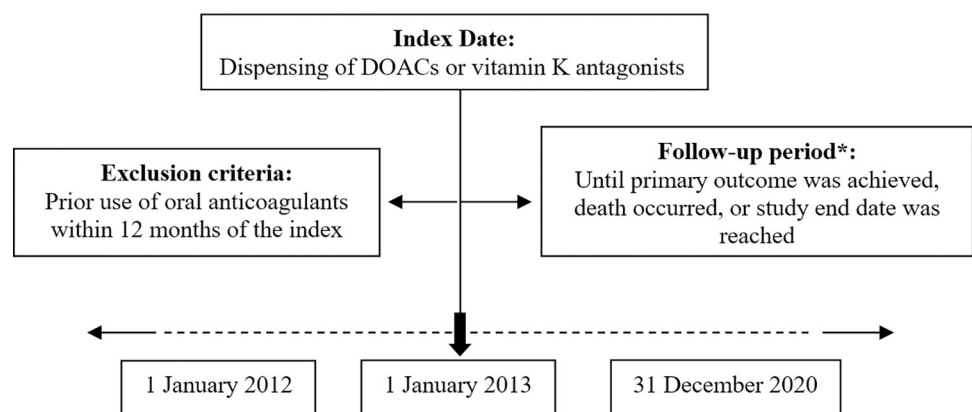 Index Date:
Dispensing of DOACs or vitamin K antagonists
Exclusion criteria:
Prior use of oral anticoagulants
within 12 months of the index
Follow-up period*:
Until primary outcome was achieved,
death occurred, or study end date was
reached
1 January 2012
1 January 2013
31 December 2020